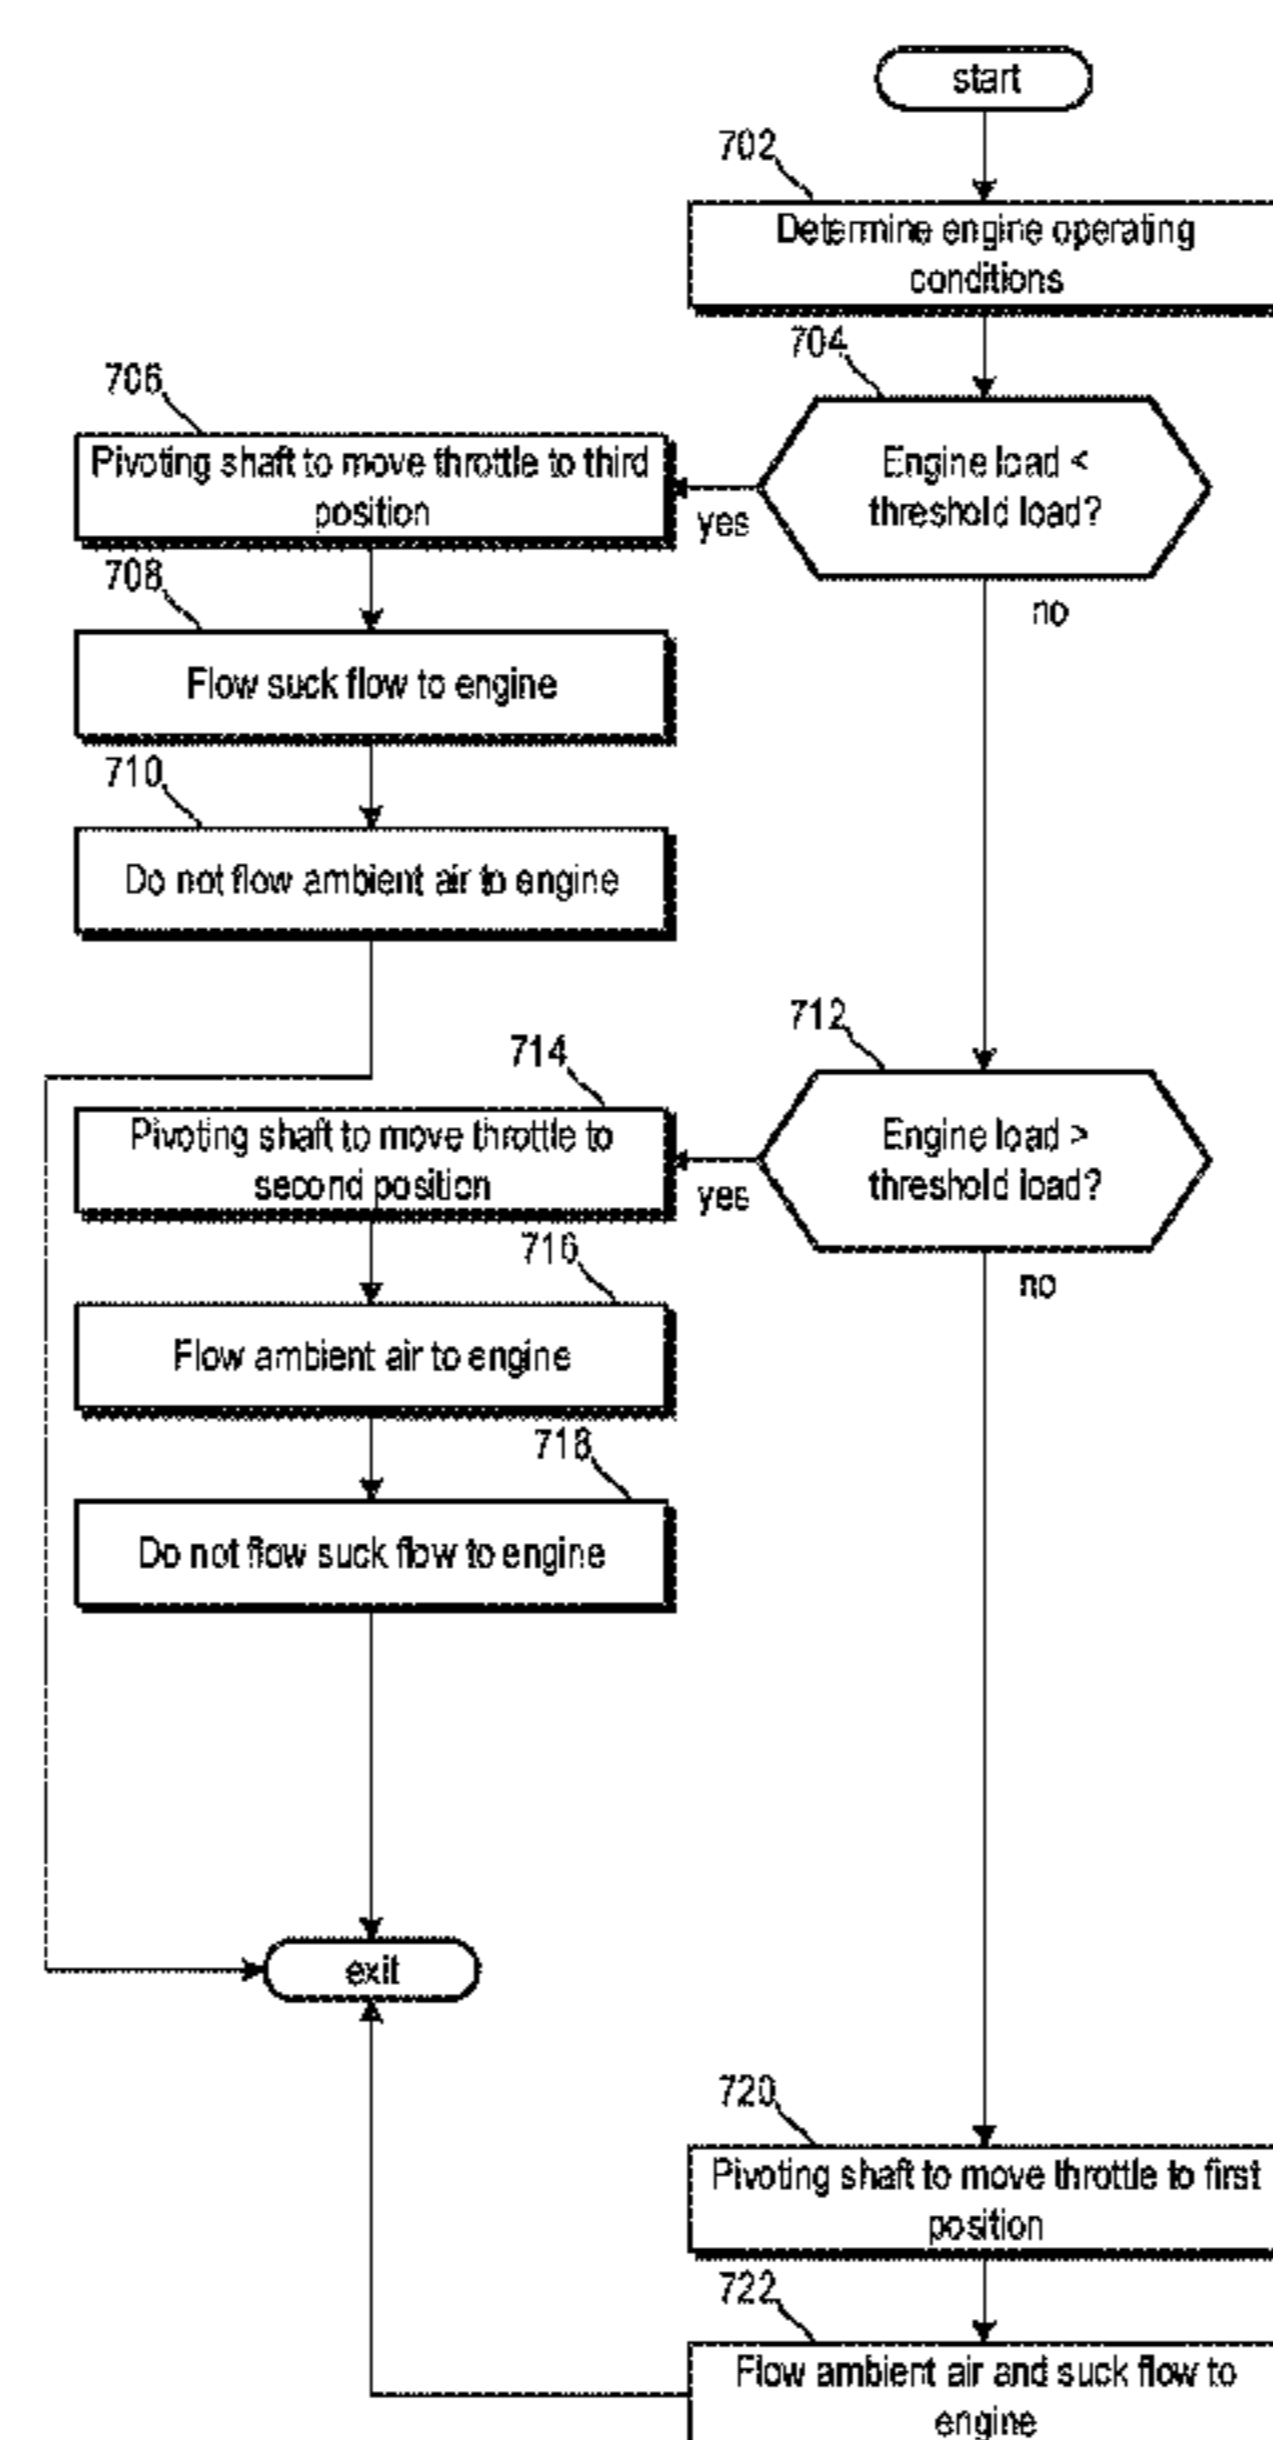 start
702
Determine engine operating
conditions
704
Engine load <
threshold load?
yes
no
706
Pivoting shaft to move throttle to third
position
708
Flow suck flow to engine
710
Do not flow ambient air to engine
712
Engine load >
threshold load?
yes
no
714
Pivoting shaft to move throttle to
second position
716
Flow ambient air to engine
718
Do not flow suck flow to engine
exit
720
Pivoting shaft to move throttle to first
position
722
Flow ambient air and suck flow to
engine